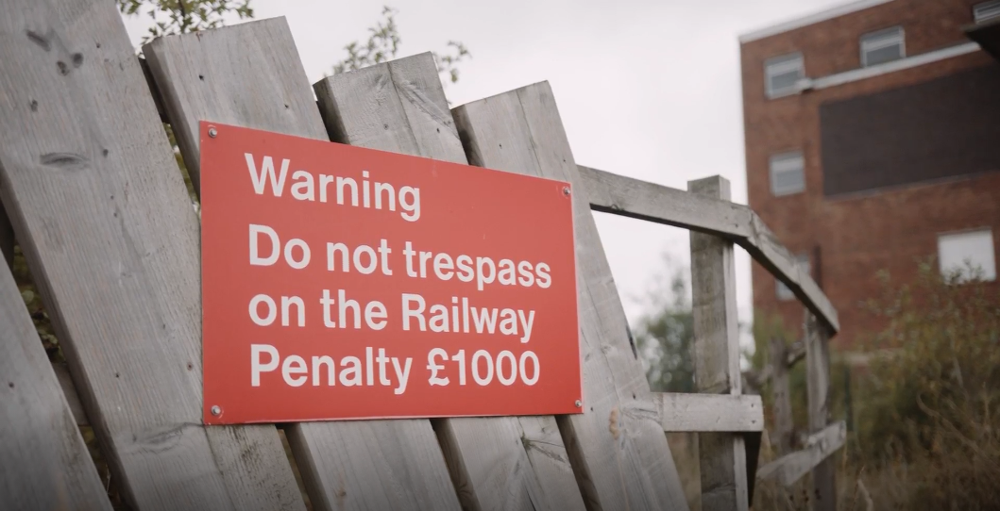 Warning
Do not trespass
on the Railway
Penalty £1000